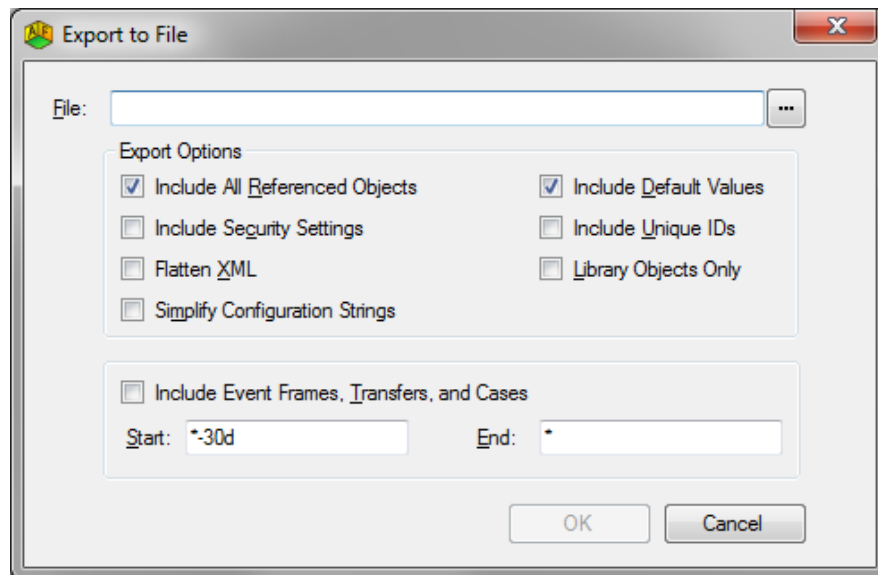 Export to File
File:
...
Export Options
Include All Referenced Objects
Include Default Values
Include Security Settings
Include Unique IDs
Flatten XML
Library Objects Only
Simplify Configuration Strings
Include Event Frames, Transfers, and Cases
Start: *-30d End: *
OK Cancel